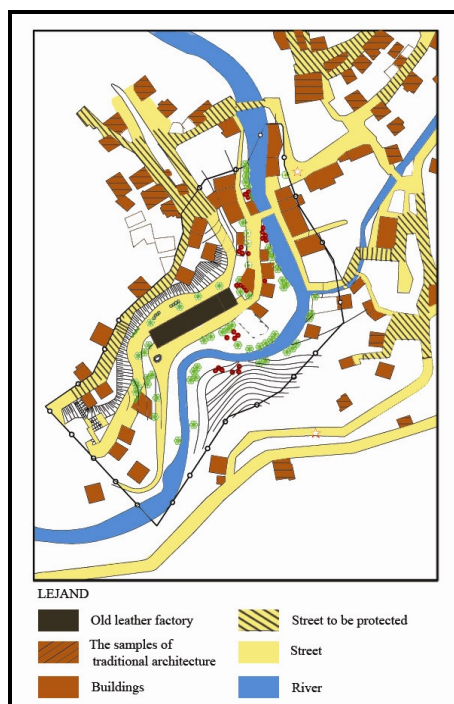 LEJAND
Old leather factory
The samples of
traditional architecture
Buildings
Street to be protected
Street
River